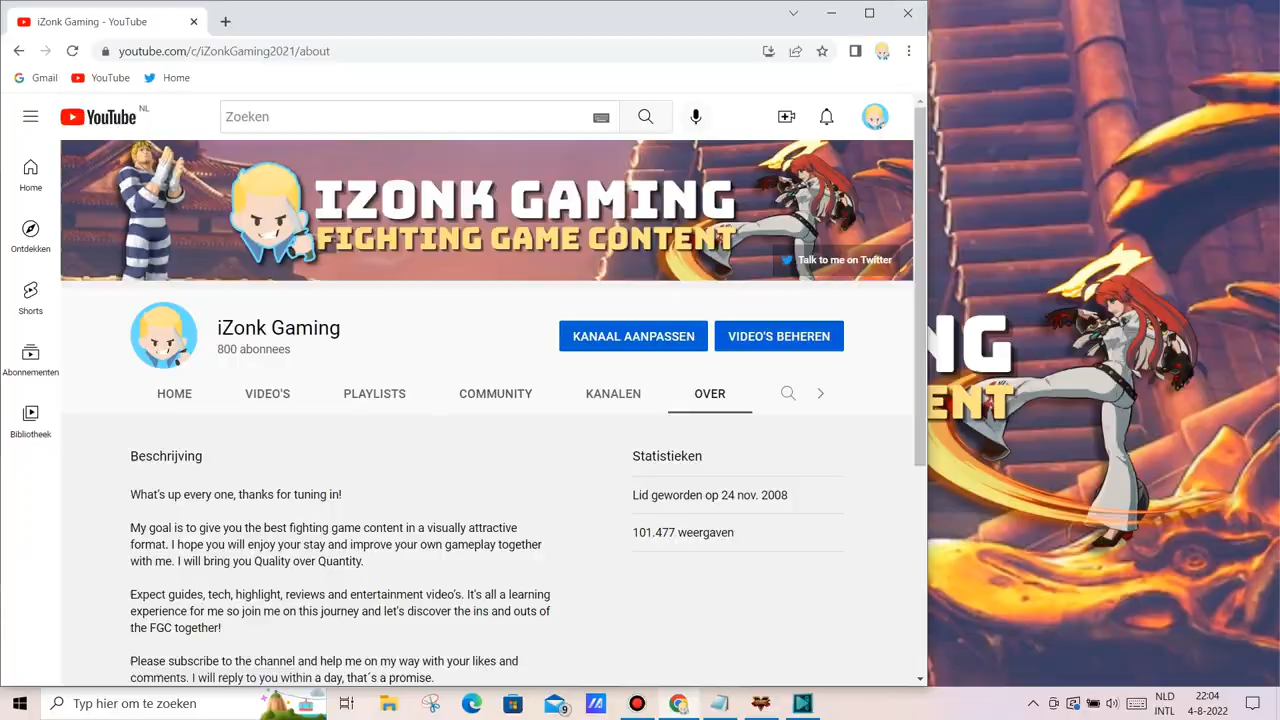 iZonk Gaming - YouTube
youtube.com/c/iZonkGaming2021/about
Gmail YouTube Home
YouTube NL
Zoeken
Home
Ontdekken
Shorts
Abonnementen
Bibliotheek
IZONK GAMING
FIGHTING GAME CONTENT
Talk to me on Twitter
iZonk Gaming
800 abonnees
KANAAL AANPASSEN VIDEO'S BEHEREN
HOME VIDEO'S PLAYLISTS COMMUNITY KANALEN OVER
Beschrijving
What's up every one, thanks for tuning in!
My goal is to give you the best fighting game content in a visually attractive
format. I hope you will enjoy your stay and improve your own gameplay together
with me. I will bring you Quality over Quantity.
Expect guides, tech, highlight, reviews and entertainment video's. It's all a learning
experience for me so join me on this journey and let's discover the ins and outs of
the FGC together!
Please subscribe to the channel and help me on my way with your likes and
comments. I will reply to you within a day, that´s a promise.
Statistieken
Lid geworden op 24 nov. 2008
101.477 weergaven
NG
ENT
Typ hier om te zoeken
9
NLD
INTL
22:04
4-8-2022